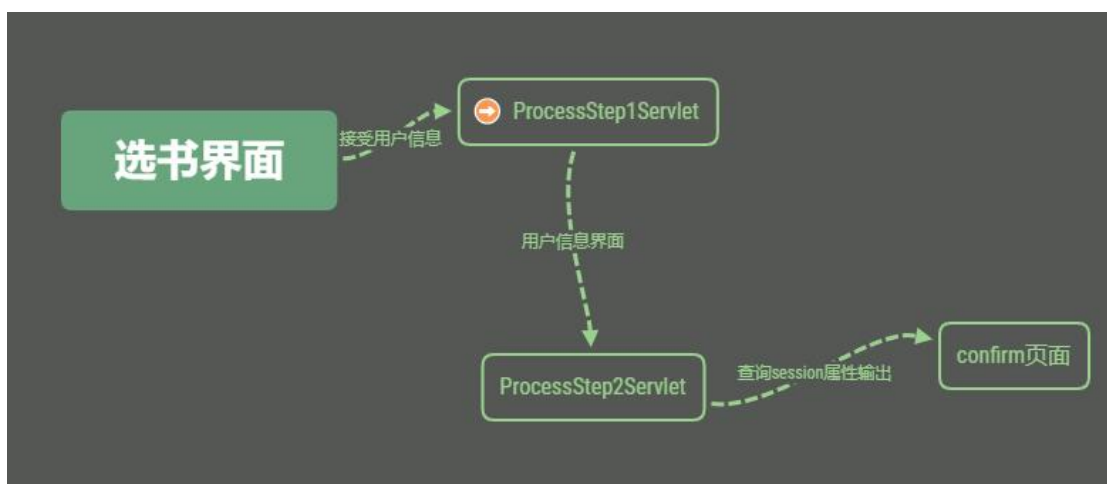 选书界面
接受用户信息
ProcessStep1Servlet
用户信息界面
ProcessStep2Servlet
查询session属性输出
confirm页面